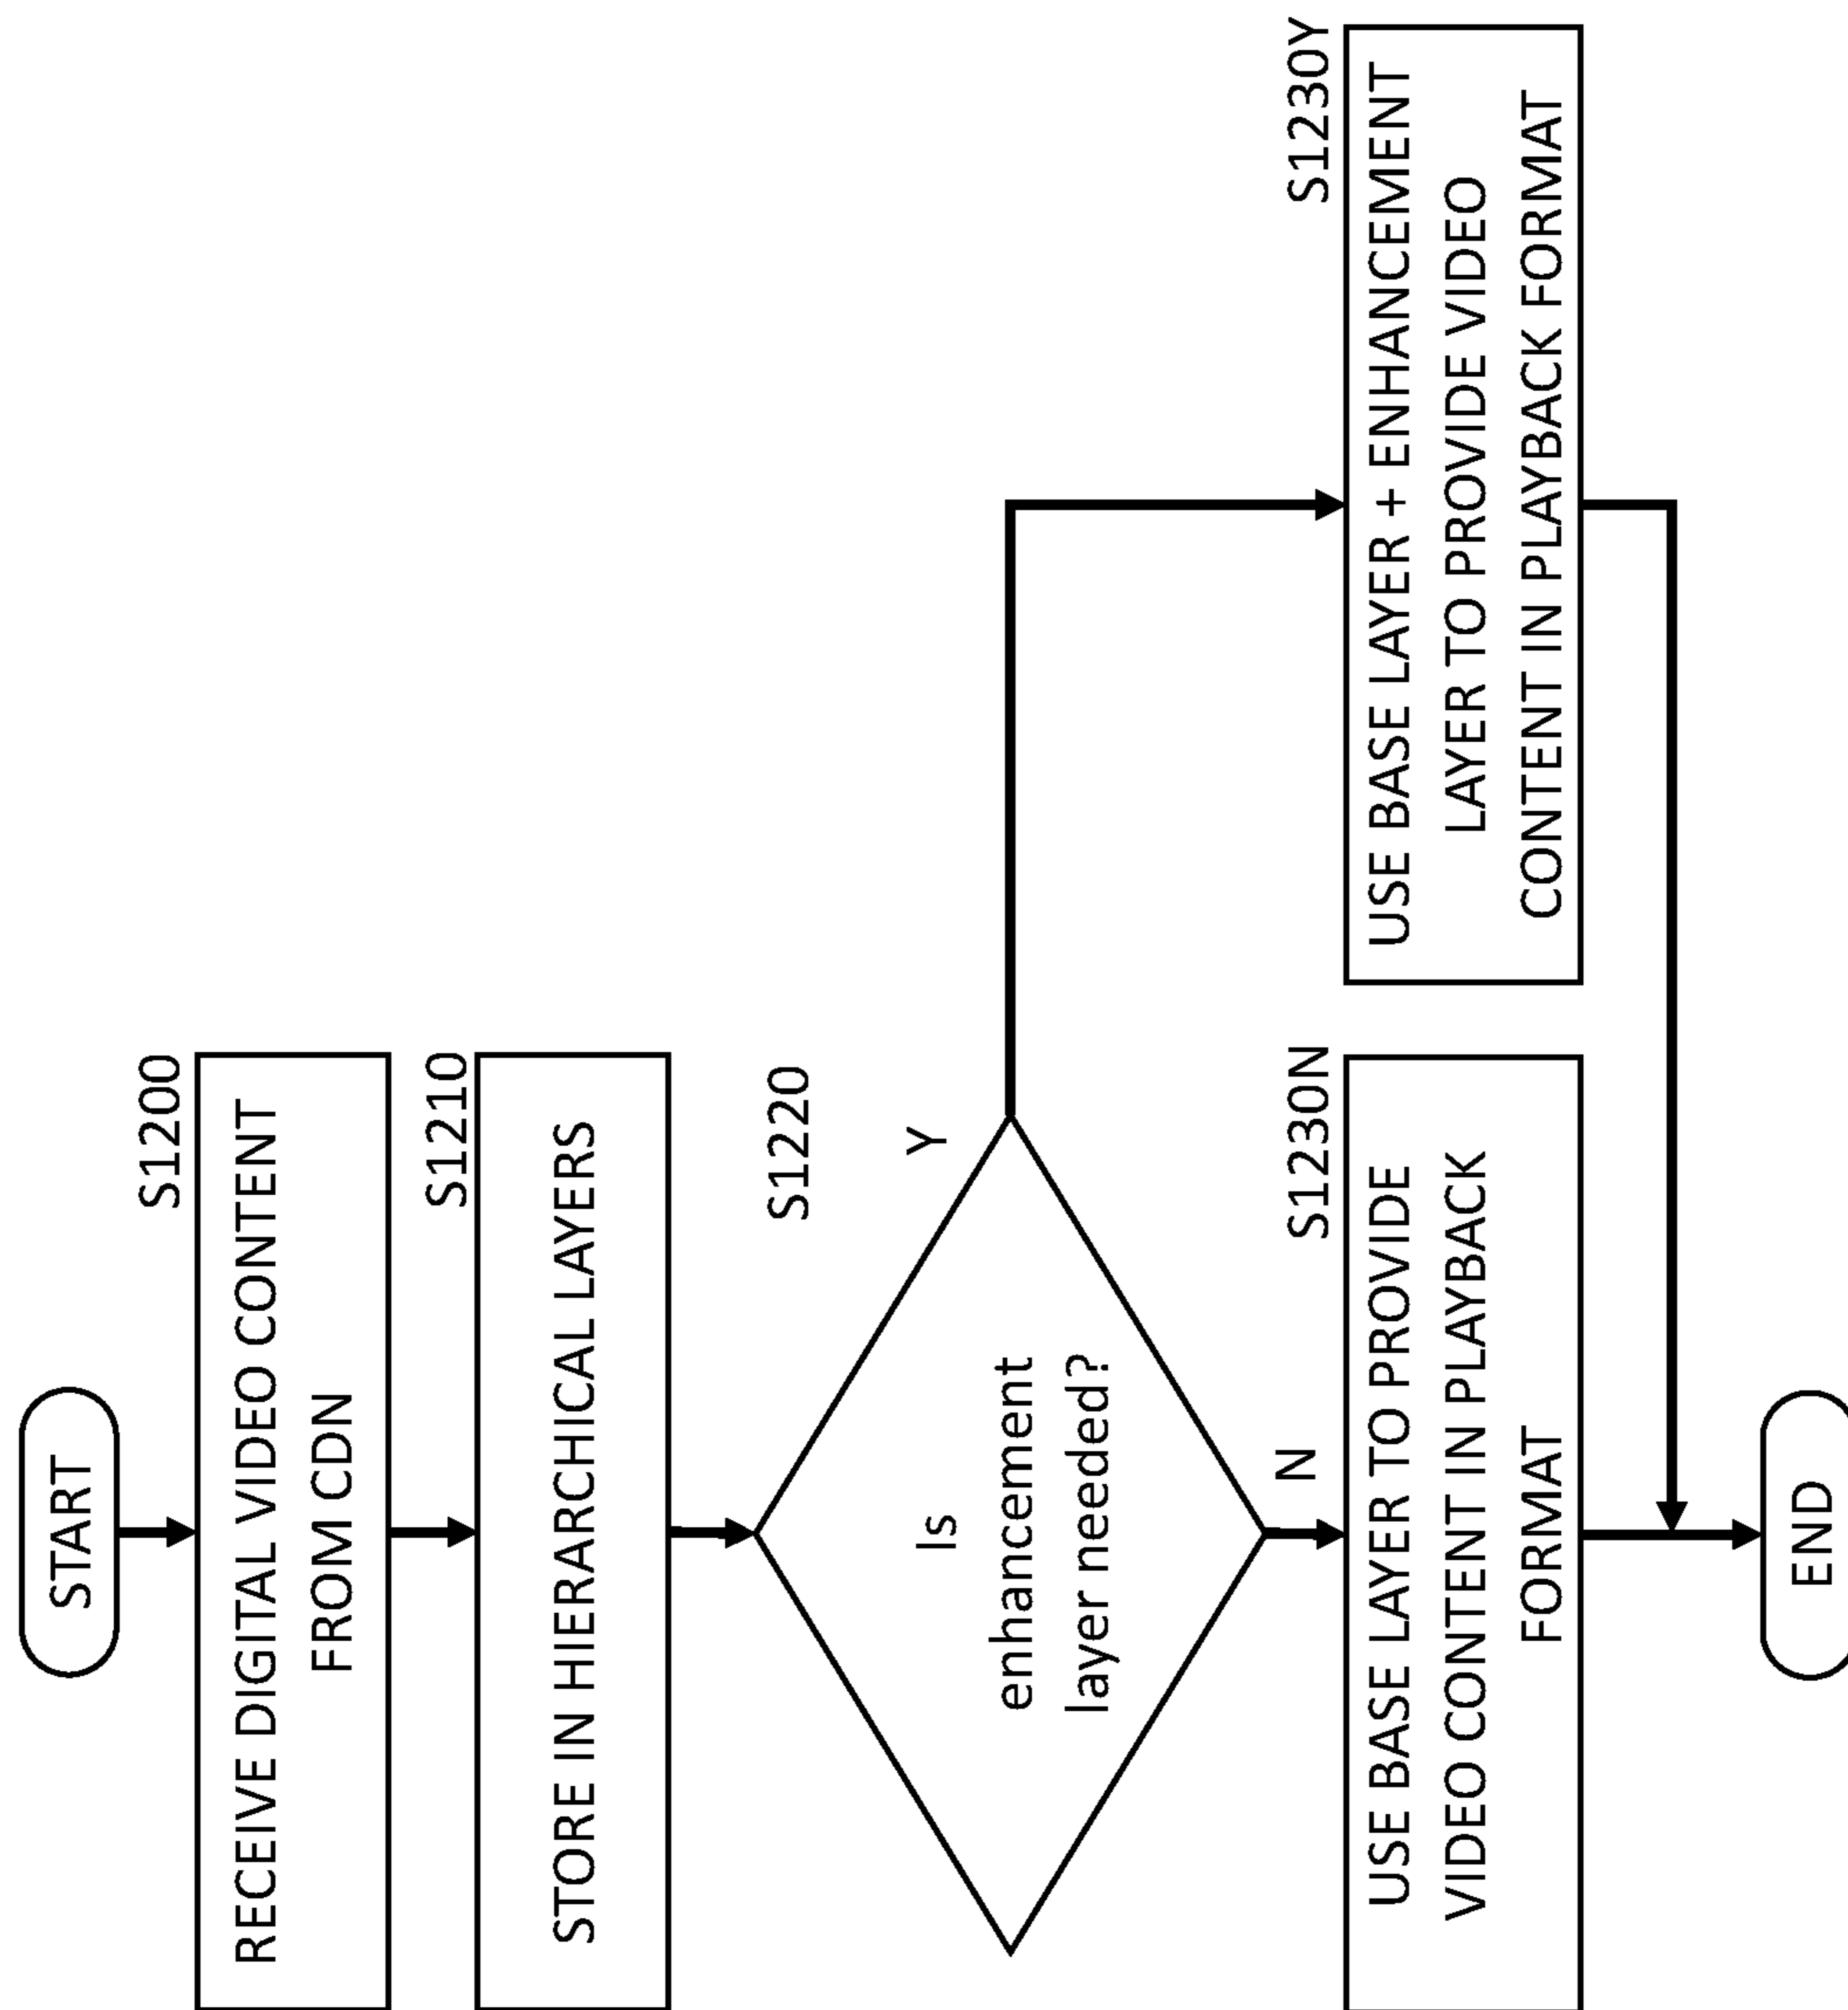 START
S1200
RECEIVE DIGITAL VIDEO CONTENT
FROM CDN
S1210
STORE IN HIERARCHICAL LAYERS
S1220
Is
enhancement
layer needed?
Y
N
S1230N
USE BASE LAYER TO PROVIDE
VIDEO CONTENT IN PLAYBACK
FORMAT
S1230Y
USE BASE LAYER + ENHANCEMENT
LAYER TO PROVIDE VIDEO
CONTENT IN PLAYBACK FORMAT
END